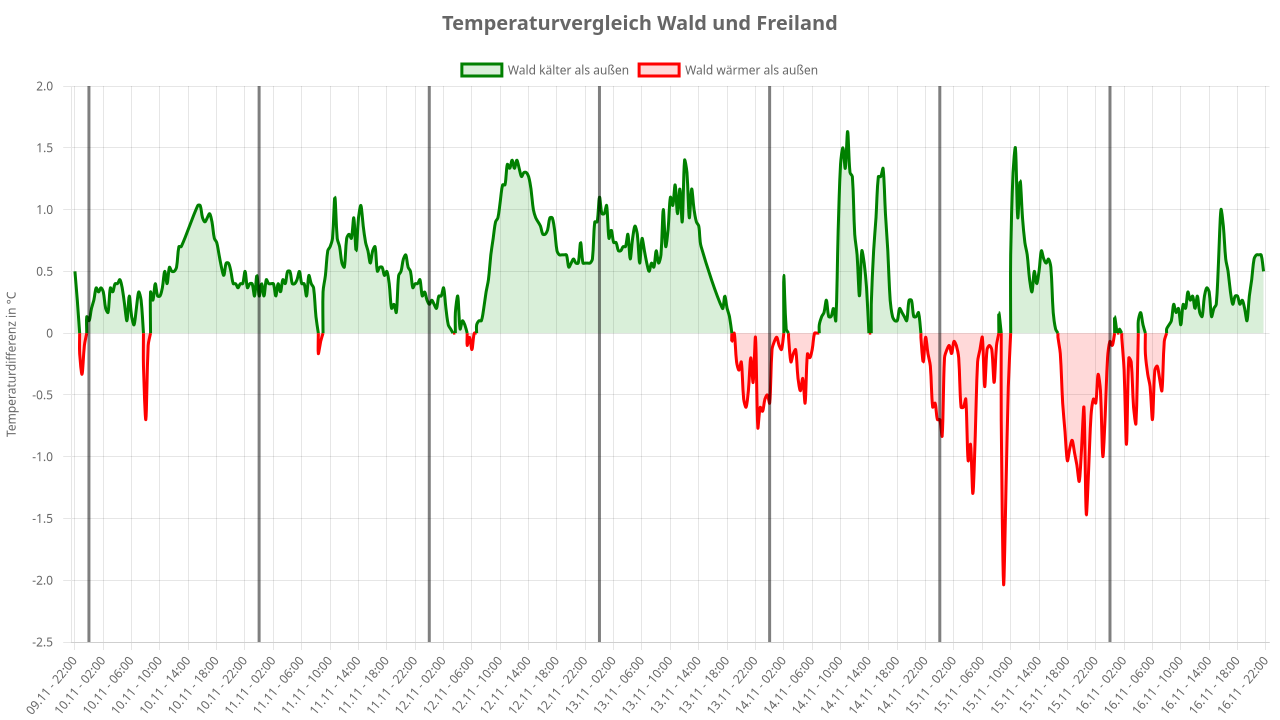 Temperaturvergleich Wald und Freiland
Wald kälter als außen
Wald wärmer als außen
Temperaturdifferenz in °C
2.0
1.5
1.0
0.5
0
-0.5
-1.0
-1.5
-2.0
-2.5
09.11 - 22:00
10.11 - 02:00
10.11 - 06:00
10.11 - 10:00
10.11 - 14:00
10.11 - 18:00
10.11 - 22:00
11.11 - 02:00
11.11 - 06:00
11.11 - 10:00
11.11 - 14:00
11.11 - 18:00
11.11 - 22:00
12.11 - 02:00
12.11 - 06:00
12.11 - 10:00
12.11 - 14:00
12.11 - 18:00
12.11 - 22:00
13.11 - 02:00
13.11 - 06:00
13.11 - 10:00
13.11 - 14:00
13.11 - 18:00
13.11 - 22:00
14.11 - 02:00
14.11 - 06:00
14.11 - 10:00
14.11 - 14:00
14.11 - 18:00
14.11 - 22:00
15.11 - 02:00
15.11 - 06:00
15.11 - 10:00
15.11 - 14:00
15.11 - 18:00
15.11 - 22:00
16.11 - 02:00
16.11 - 06:00
16.11 - 10:00
16.11 - 14:00
16.11 - 18:00
16.11 - 22:00